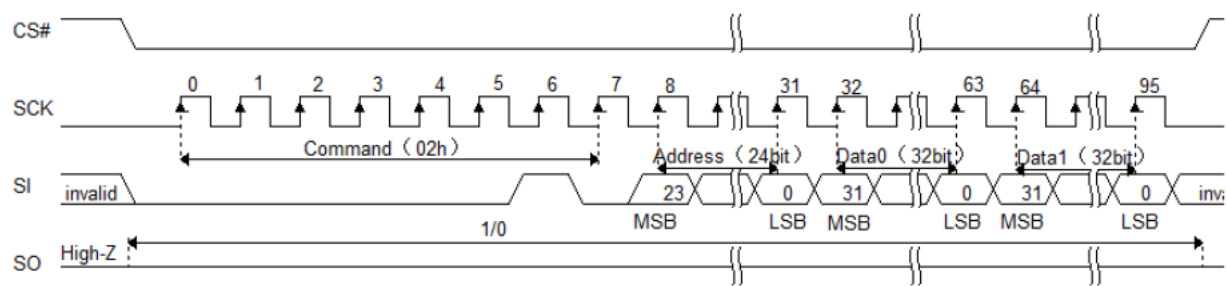 CS#
0 1 2 3 4 5 6 7 8 31 32 63 64 95
SCK
Command（02h） Address（24bit） Data0（32bit） Data1（32bit）
SI invalid 23 0 31 0 31 0 inva
MSB LSB MSB LSB MSB LSB
1/0
SO High-Z